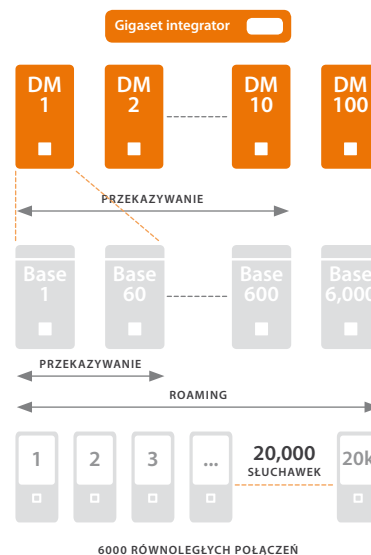 Gigaset integrator
DM 1
DM 2
DM 10
DM 100
PRZEKAZYWANIE
Base 1
Base 60
Base 600
Base 6,000
PRZEKAZYWANIE
ROAMING
1
2
3
...
20,000
SŁUCHAWEK
20k
6000 RÓWNOLEGŁYCH POŁĄCZEŃ